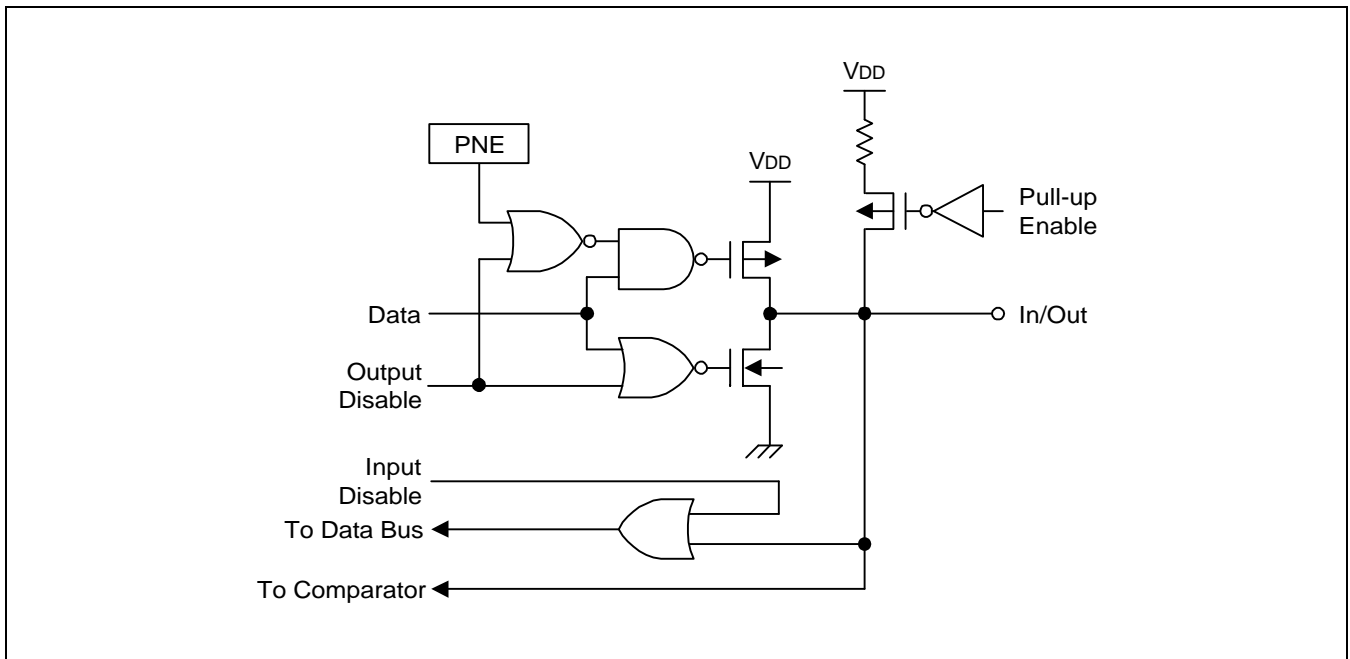 VDD
PNE
VDD
Pull-up
Enable
Data
In/Out
Output
Disable
Input
Disable
To Data Bus
To Comparator